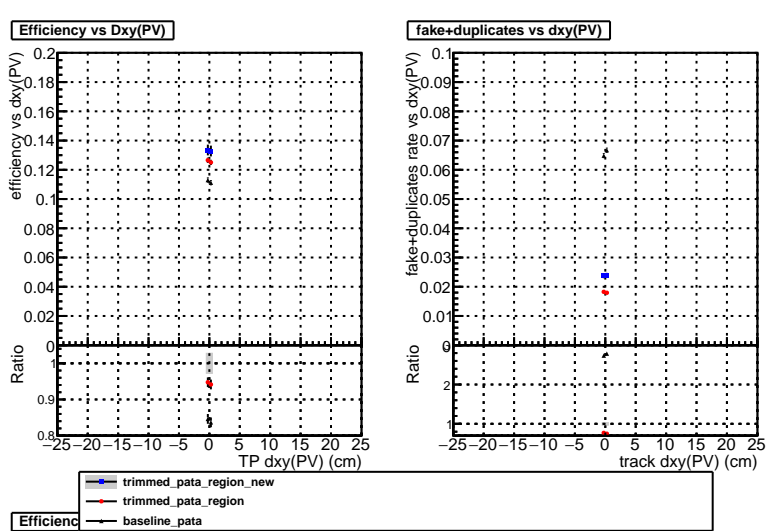 Efficiency vs Dxy(PV)
efficiency vs dxy(PV)
0.2
0.18
0.16
0.14
0.12
0.1
0.08
0.06
0.04
0.02
0
Ratio
1
0.9
0.8
−25 −20 −15 −10 −5 0 5 10 15 20 25
TP dxy(PV) (cm)
fake+duplicates vs dxy(PV)
fake+duplicates rate vs dxy(PV)
0.1
0.09
0.08
0.07
0.06
0.05
0.04
0.03
0.02
0.01
0
Ratio
2
1
−25 −20 −15 −10 −5 0 5 10 15 20 25
track dxy(PV) (cm)
trimmed_pata_region_new
trimmed_pata_region
baseline_pata
Efficienc